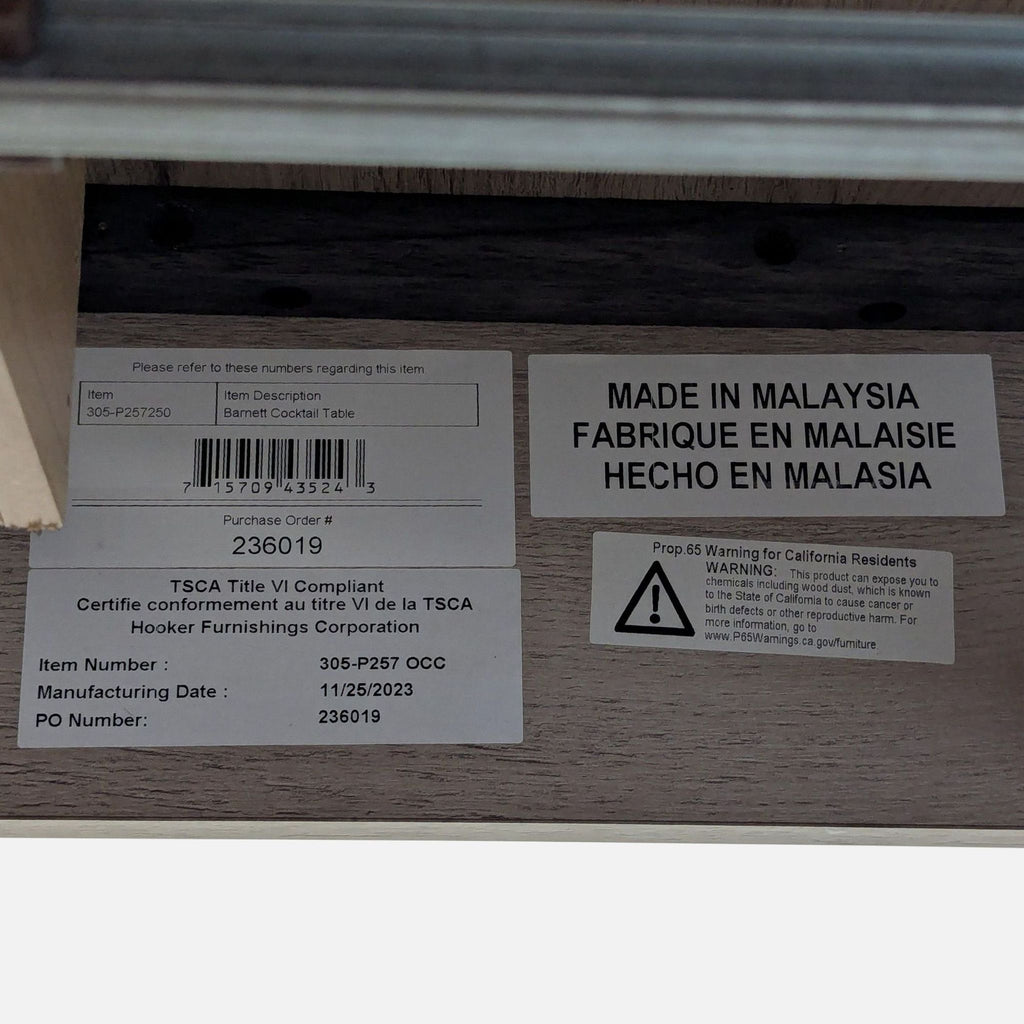 Please refer to these numbers regarding this item
Item
305-P257250
Item Description
Barnett Cocktail Table
7 15709 43524 3
Purchase Order #
236019
TSCA Title VI Compliant
Certifie conformement au titre VI de la TSCA
Hooker Furnishings Corporation
Item Number : 305-P257 OCC
Manufacturing Date : 11/25/2023
PO Number: 236019
MADE IN MALAYSIA
FABRIQUE EN MALAISIE
HECHO EN MALASIA
Prop.65 Warning for California Residents
WARNING: This product can expose you to
chemicals including wood dust, which is known
to the State of California to cause cancer or
birth defects or other reproductive harm. For
more information, go to
www.P65Warnings.ca.gov/furniture